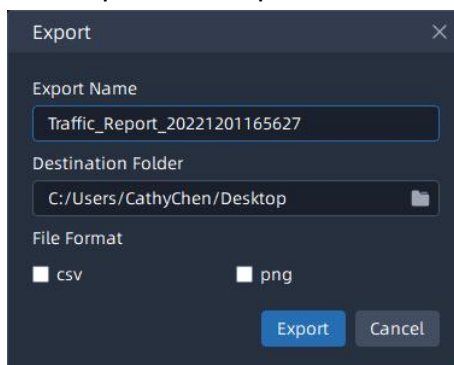 Export
Export Name
Traffic_Report_20221201165627
Destination Folder
C:/Users/CathyChen/Desktop
File Format
csv png
Export Cancel